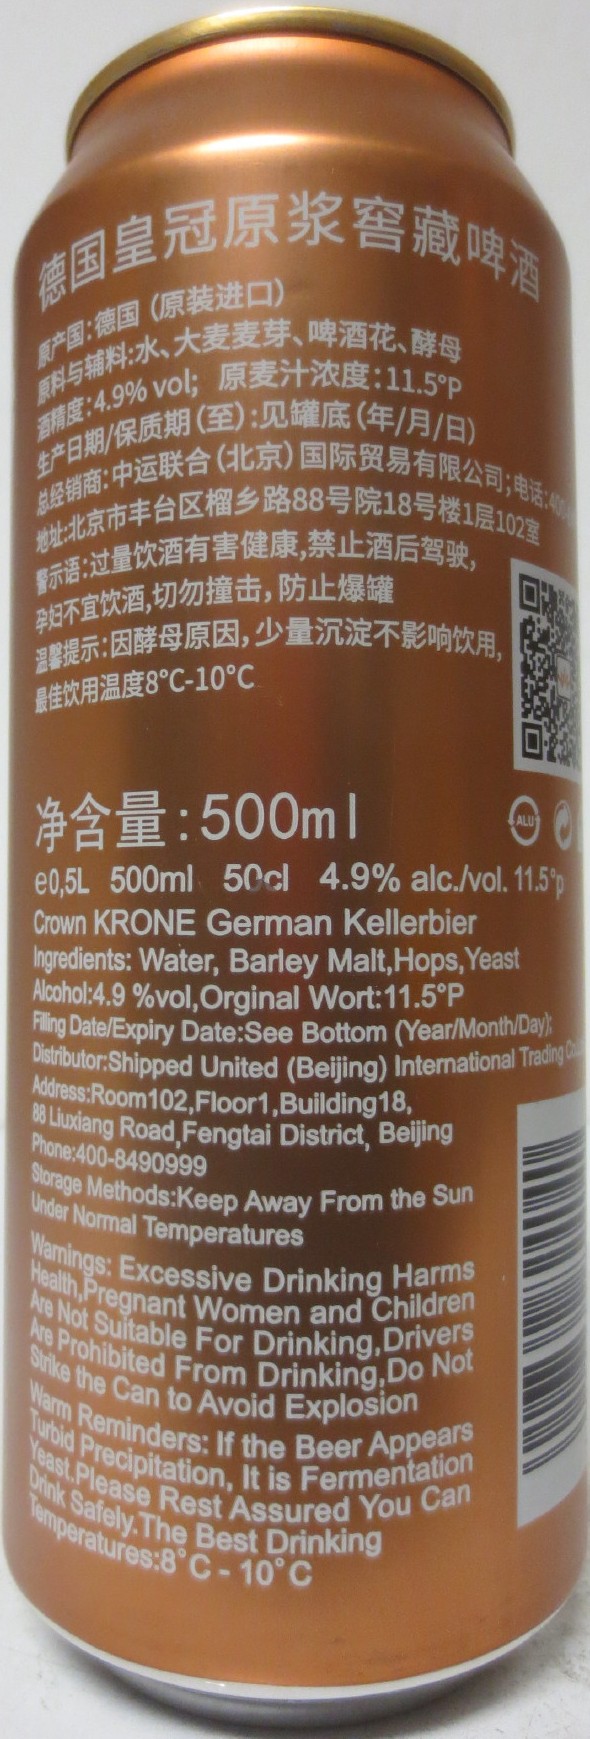 德国皇冠原浆窖藏啤酒
原产国:德国（原装进口）
原料与辅料:水、大麦麦芽、啤酒花、酵母
酒精度:4.9% vol; 原麦汁浓度:11.5°P
生产日期/保质期(至):见罐底(年/月/日)
总经销商:中运联合(北京)国际贸易有限公司;电话:400
地址:北京市丰台区榴乡路88号院18号楼1层102室
警示语:过量饮酒有害健康,禁止酒后驾驶,
孕妇不宜饮酒,切勿撞击,防止爆罐
温馨提示:因酵母原因,少量沉淀不影响饮用,
最佳饮用温度8°C-10°C
净含量:500ml
ALU
e0,5L 500ml 50cl 4.9% alc./vol. 11.5°p
Crown KRONE German Kellerbier
Ingredients: Water, Barley Malt,Hops,Yeast
Alcohol:4.9 %vol,Orginal Wort:11.5°P
Filling Date/Expiry Date:See Bottom (Year/Month/Day);
Distributor:Shipped United (Beijing) International Trading Co
Address:Room102,Floor1,Building18,
88 Liuxiang Road,Fengtai District, Beijing
Phone:400-8490999
Storage Methods:Keep Away From the Sun
Under Normal Temperatures
Warnings: Excessive Drinking Harms
Health,Pregnant Women and Children
Are Not Suitable For Drinking,Drivers
Are Prohibited From Drinking,Do Not
Strike the Can to Avoid Explosion
Warm Reminders: If the Beer Appears
Turbid Precipitation, It is Fermentation
Yeast,Please Rest Assured You Can
Drink Safely.The Best Drinking
Temperatures:8°C - 10°C